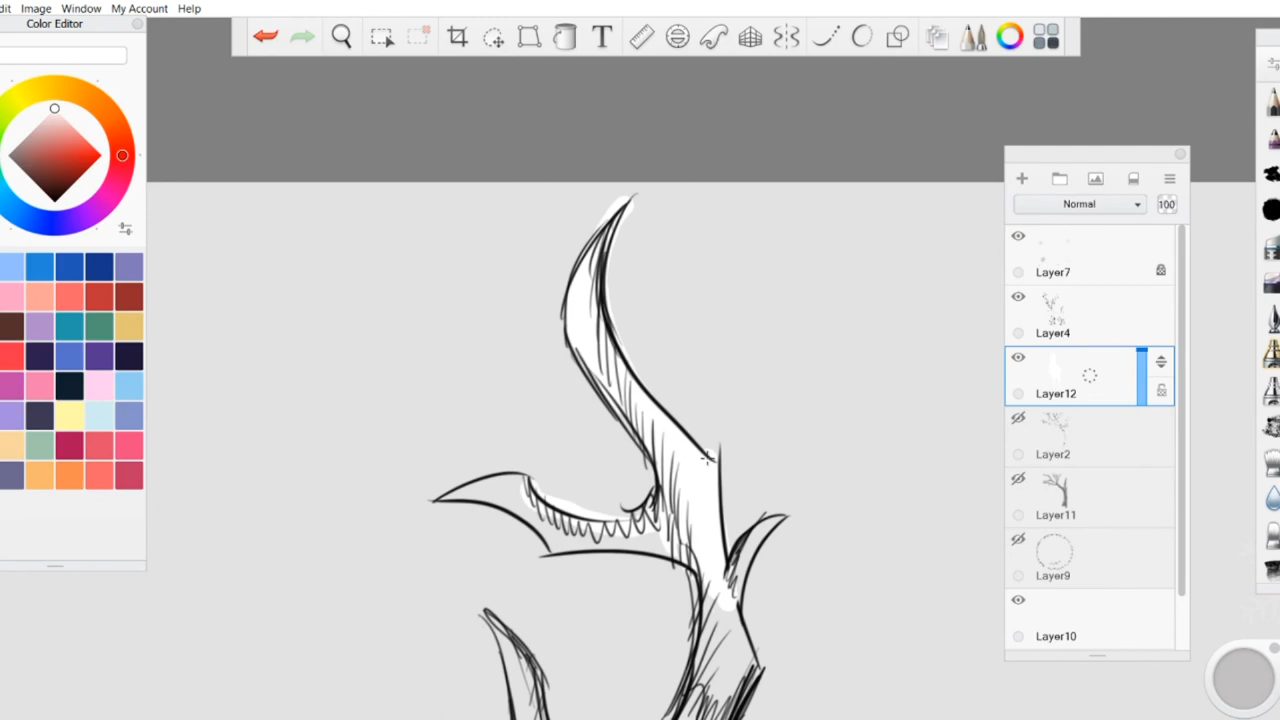 dit Image Window My Account Help
Color Editor
T
Normal 100
Layer7
Layer4
Layer12
Layer2
Layer11
Layer9
Layer10